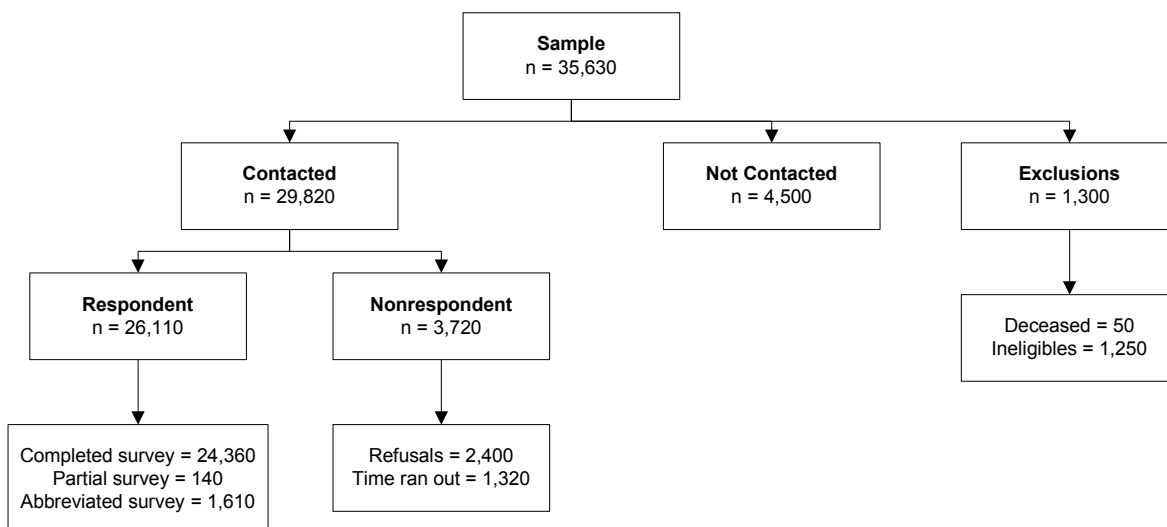 Sample
n = 35,630
Contacted
n = 29,820
Not Contacted
n = 4,500
Exclusions
n = 1,300
Respondent
n = 26,110
Nonrespondent
n = 3,720
Deceased = 50
Ineligibles = 1,250
Completed survey = 24,360
Partial survey = 140
Abbreviated survey = 1,610
Refusals = 2,400
Time ran out = 1,320